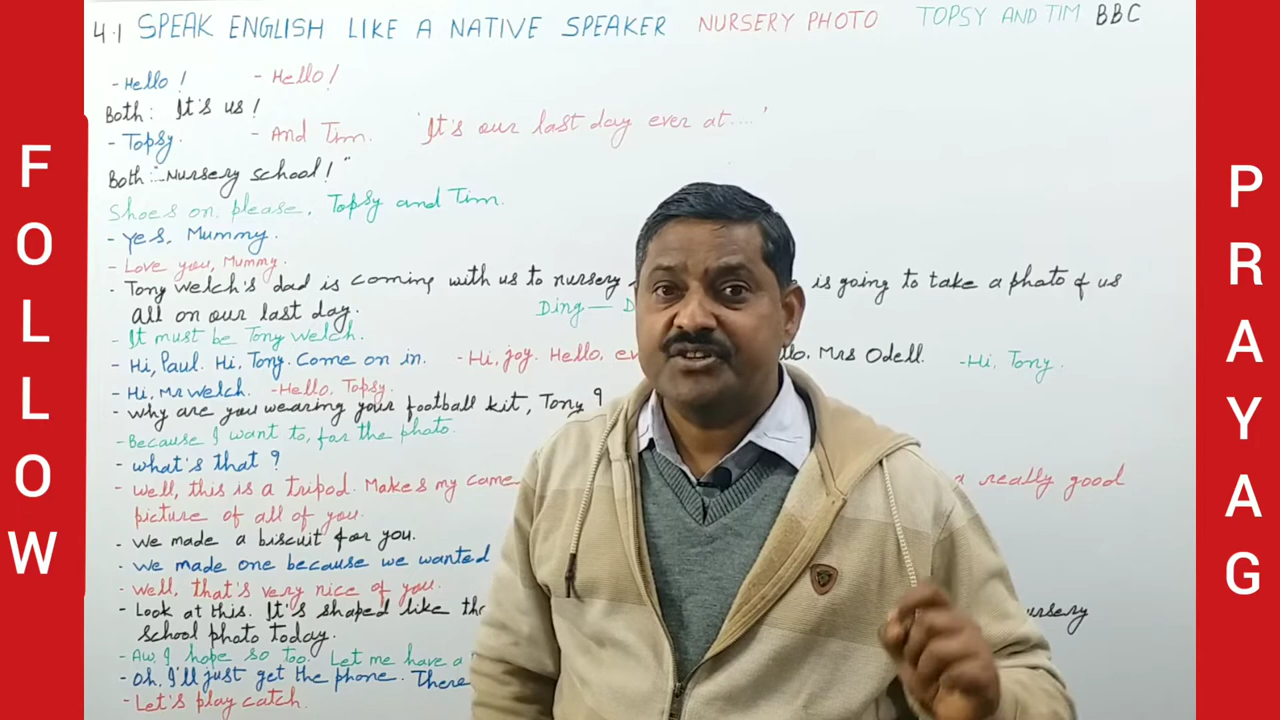 4.1 SPEAK ENGLISH LIKE A NATIVE SPEAKER NURSERY PHOTO TOPSY AND TIM BBC
- Hello! - Hello!
Both: It's us!
- Topsy. - And Tim. 'It's our last day ever at....'
Both: "Nursery school!"
Shoes on, please, Topsy and Tim.
- Yes, Mummy.
- Love you, Mummy.
- Tony Welch's dad is coming with us to nursery is going to take a photo of us
all on our last day. Ding — D
- It must be Tony Welch.
- Hi, Paul. Hi, Tony. Come on in. - Hi, joy. Hello, Mrs Odell. - Hi, Tony.
- Hi, Mr Welch. - Hello, Topsy.
- Why are you wearing your football kit, Tony?
- Because I want to, for the photo.
- What's that?
- Well, this is a tripod. Makes my a really good
picture of all of you.
- We made a biscuit for you.
- We made one because we wanted
- Well, that's very nice of you.
- Look at this. It's shaped like
school photo today.
- Aw, I hope so too. Let me have a
- Oh, I'll just get the phone. There
- Let's play catch.
FOLLOW
PRAYAG